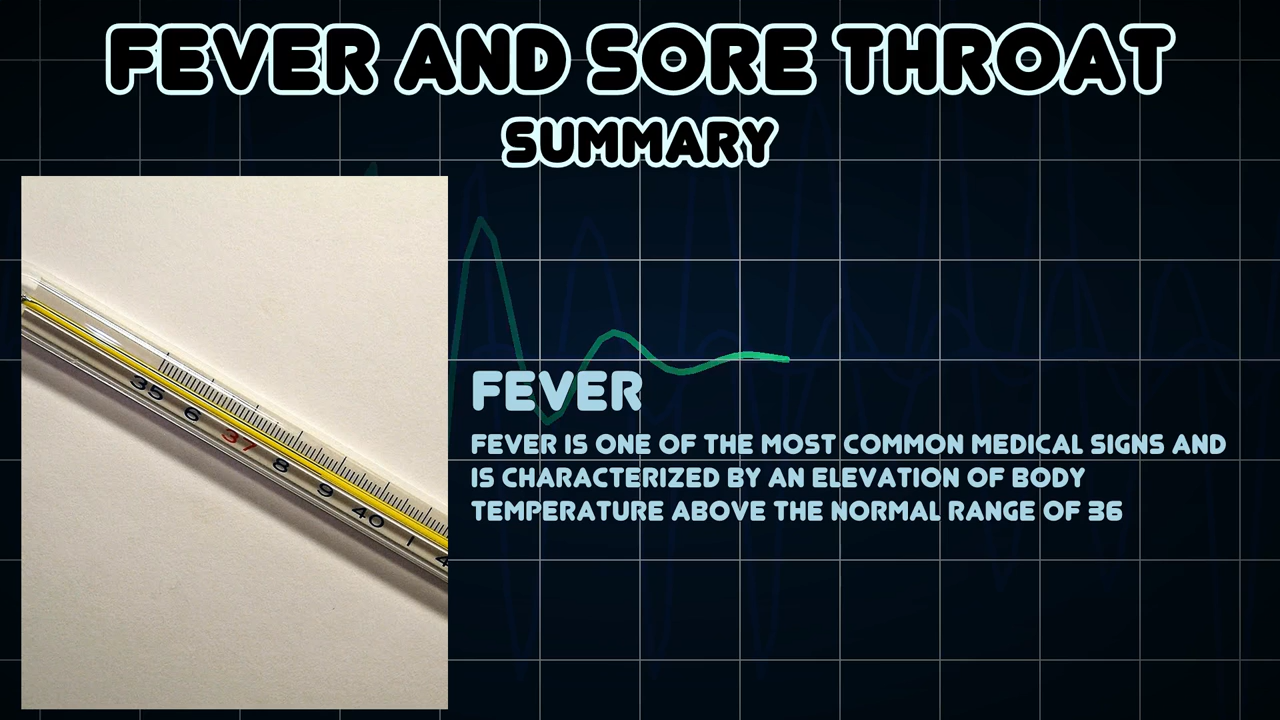 FEVER AND SORE THROAT
SUMMARY
35 6 37 8 9 40 1
FEVER
FEVER IS ONE OF THE MOST COMMON MEDICAL SIGNS AND
IS CHARACTERIZED BY AN ELEVATION OF BODY
TEMPERATURE ABOVE THE NORMAL RANGE OF 36